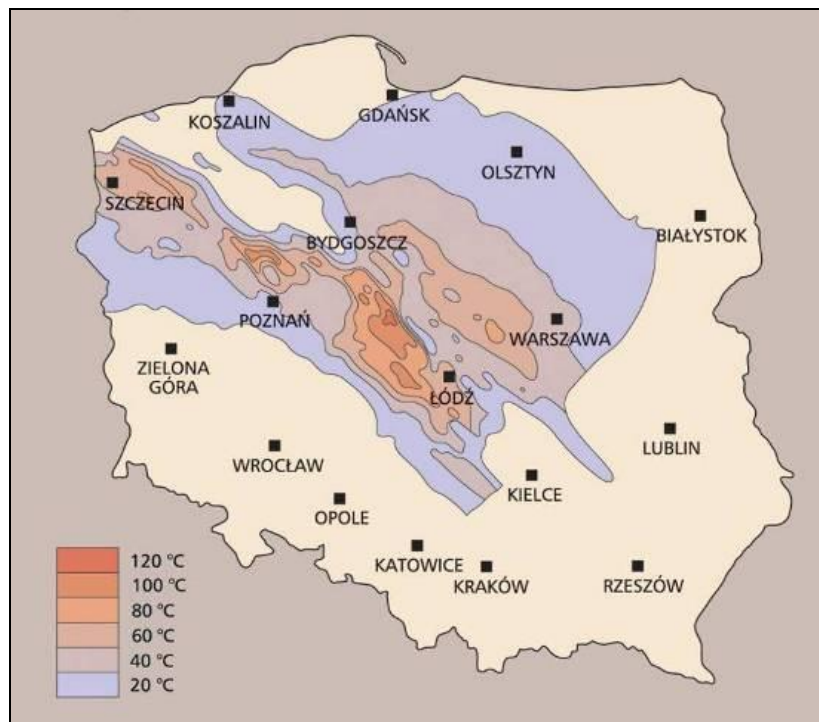 KOSZALIN
GDAŃSK
OLSZTYN
SZCZECIN
BIAŁYSTOK
BYDGOSZCZ
POZNAŃ
WARSZAWA
ZIELONA
GÓRA
ŁÓDŹ
WROCŁAW
LUBLIN
KIELCE
OPOLE
KATOWICE
KRAKÓW
RZESZÓW
120 °C
100 °C
80 °C
60 °C
40 °C
20 °C